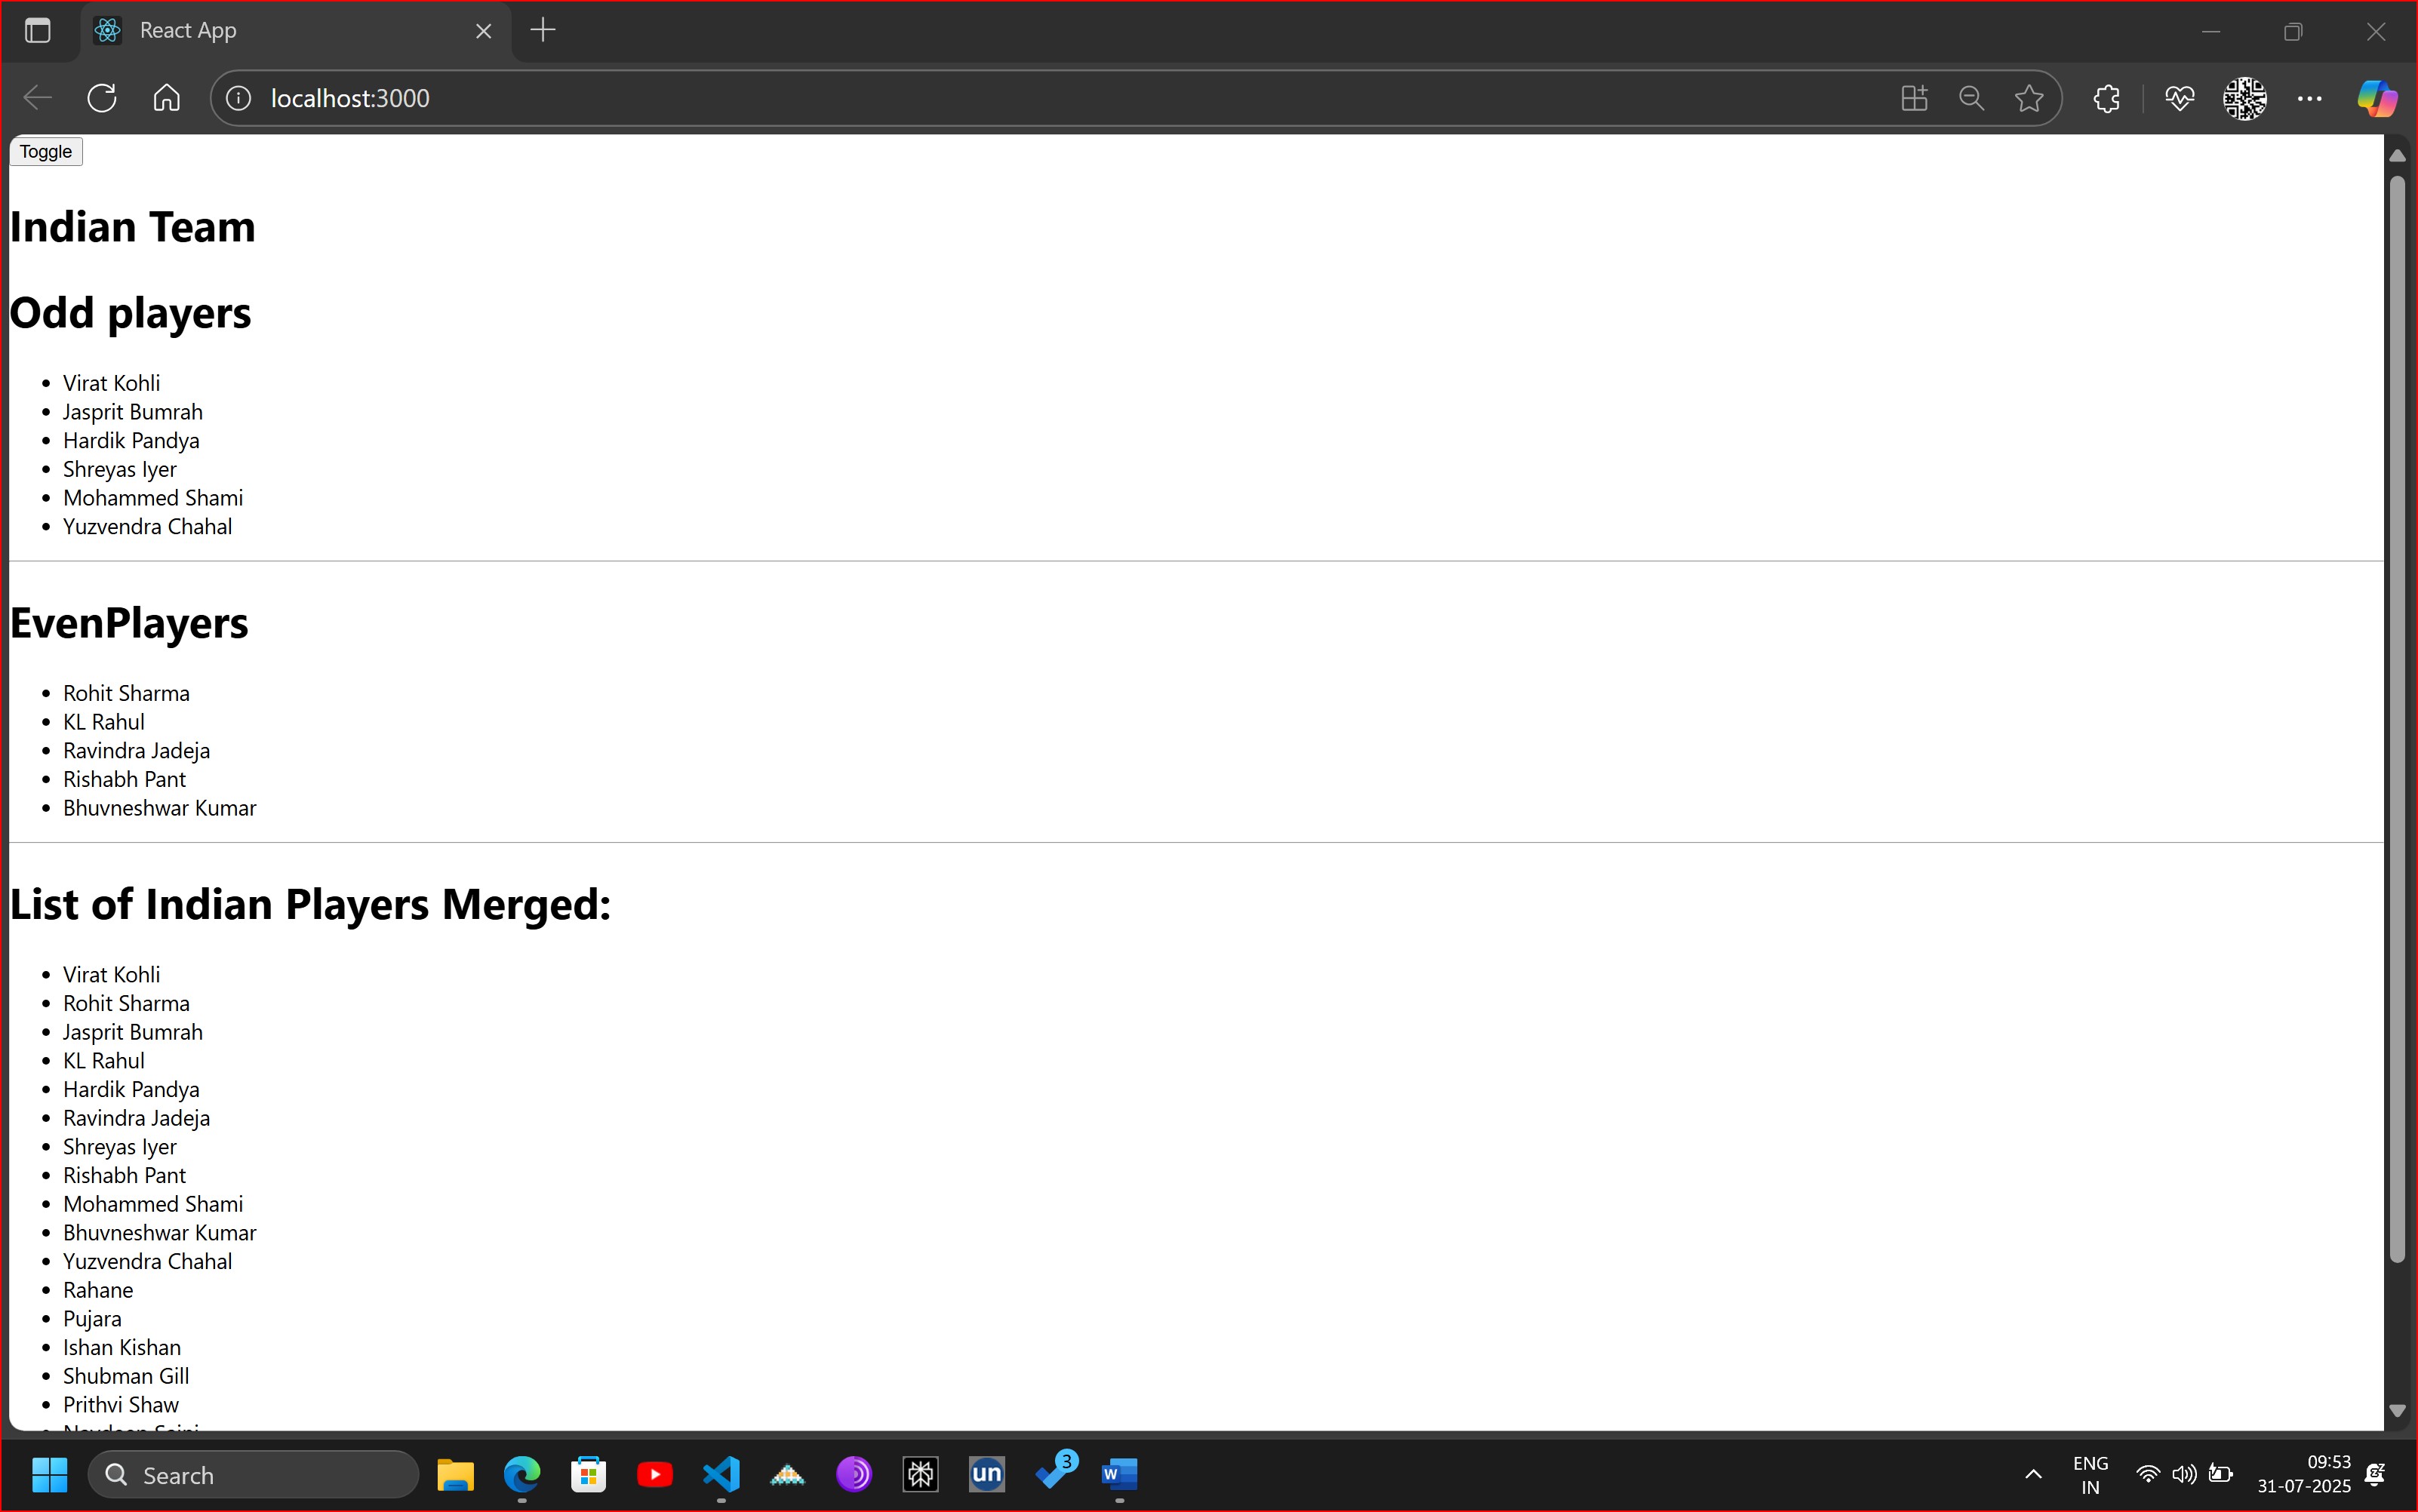 React App
localhost:3000
Toggle
Indian Team
Odd players
Virat Kohli
Jasprit Bumrah
Hardik Pandya
Shreyas Iyer
Mohammed Shami
Yuzvendra Chahal
EvenPlayers
Rohit Sharma
KL Rahul
Ravindra Jadeja
Rishabh Pant
Bhuvneshwar Kumar
List of Indian Players Merged:
Virat Kohli
Rohit Sharma
Jasprit Bumrah
KL Rahul
Hardik Pandya
Ravindra Jadeja
Shreyas Iyer
Rishabh Pant
Mohammed Shami
Bhuvneshwar Kumar
Yuzvendra Chahal
Rahane
Pujara
Ishan Kishan
Shubman Gill
Prithvi Shaw
Search
un
3
W
ENG
IN
09:53
31-07-2025